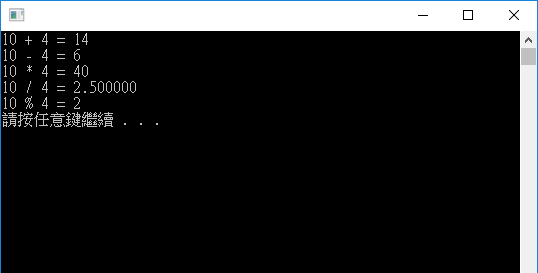 10 + 4 = 14
10 - 4 = 6
10 * 4 = 40
10 / 4 = 2.500000
10 % 4 = 2
請按任意鍵繼續 . . .